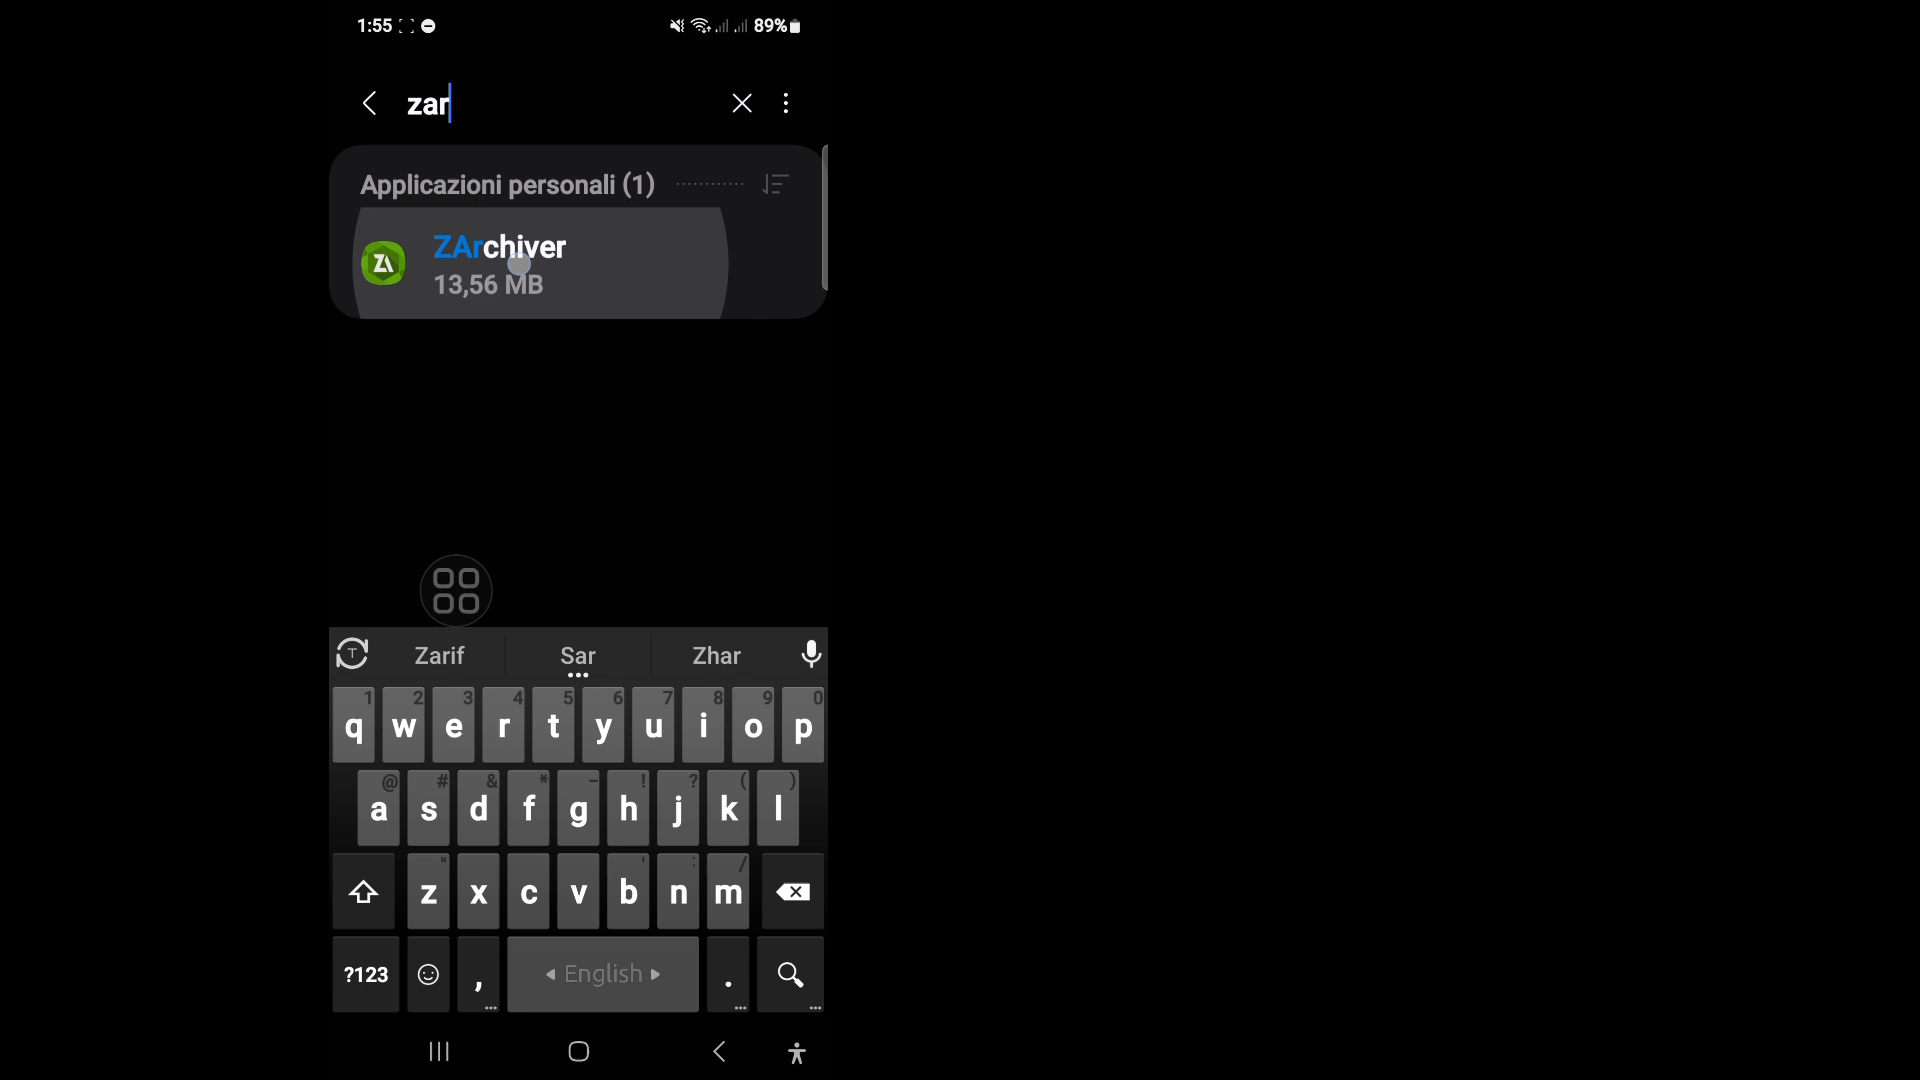 1:55 89%
zar
Applicazioni personali (1)
ZA ZArchiver
13,56 MB
T Zarif Sar Zhar
1 2 3 4 5 6 7 8 9 0
q w e r t y u i o p
@ # & * – ! ? ( )
a s d f g h j k l
" ' : /
z x c v b n m
?123 , English .